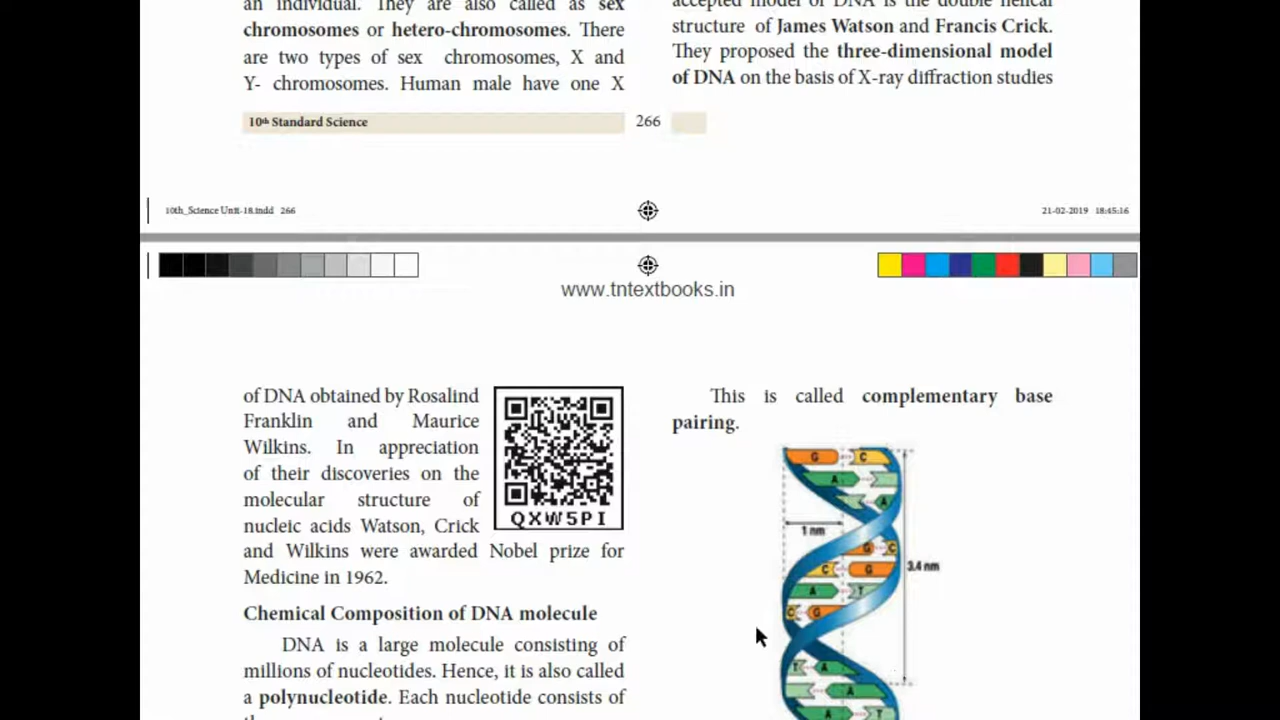 an individual. They are also called as sex
chromosomes or hetero-chromosomes. There
are two types of sex chromosomes, X and
Y- chromosomes. Human male have one X
accepted model of DNA is the double helical
structure of James Watson and Francis Crick.
They proposed the three-dimensional model
of DNA on the basis of X-ray diffraction studies
10th Standard Science
266
10th_Science Unit-18.indd 266
21-02-2019 18:45:16
www.tntextbooks.in
of DNA obtained by Rosalind
Franklin and Maurice
Wilkins. In appreciation
of their discoveries on the
molecular structure of
nucleic acids Watson, Crick
and Wilkins were awarded Nobel prize for
Medicine in 1962.
QXW5PI
Chemical Composition of DNA molecule
DNA is a large molecule consisting of
millions of nucleotides. Hence, it is also called
a polynucleotide. Each nucleotide consists of
This is called complementary base
pairing.
G C
A
A
1 nm
G C
C G
3.4 nm
A T
C G
T A
A
A T